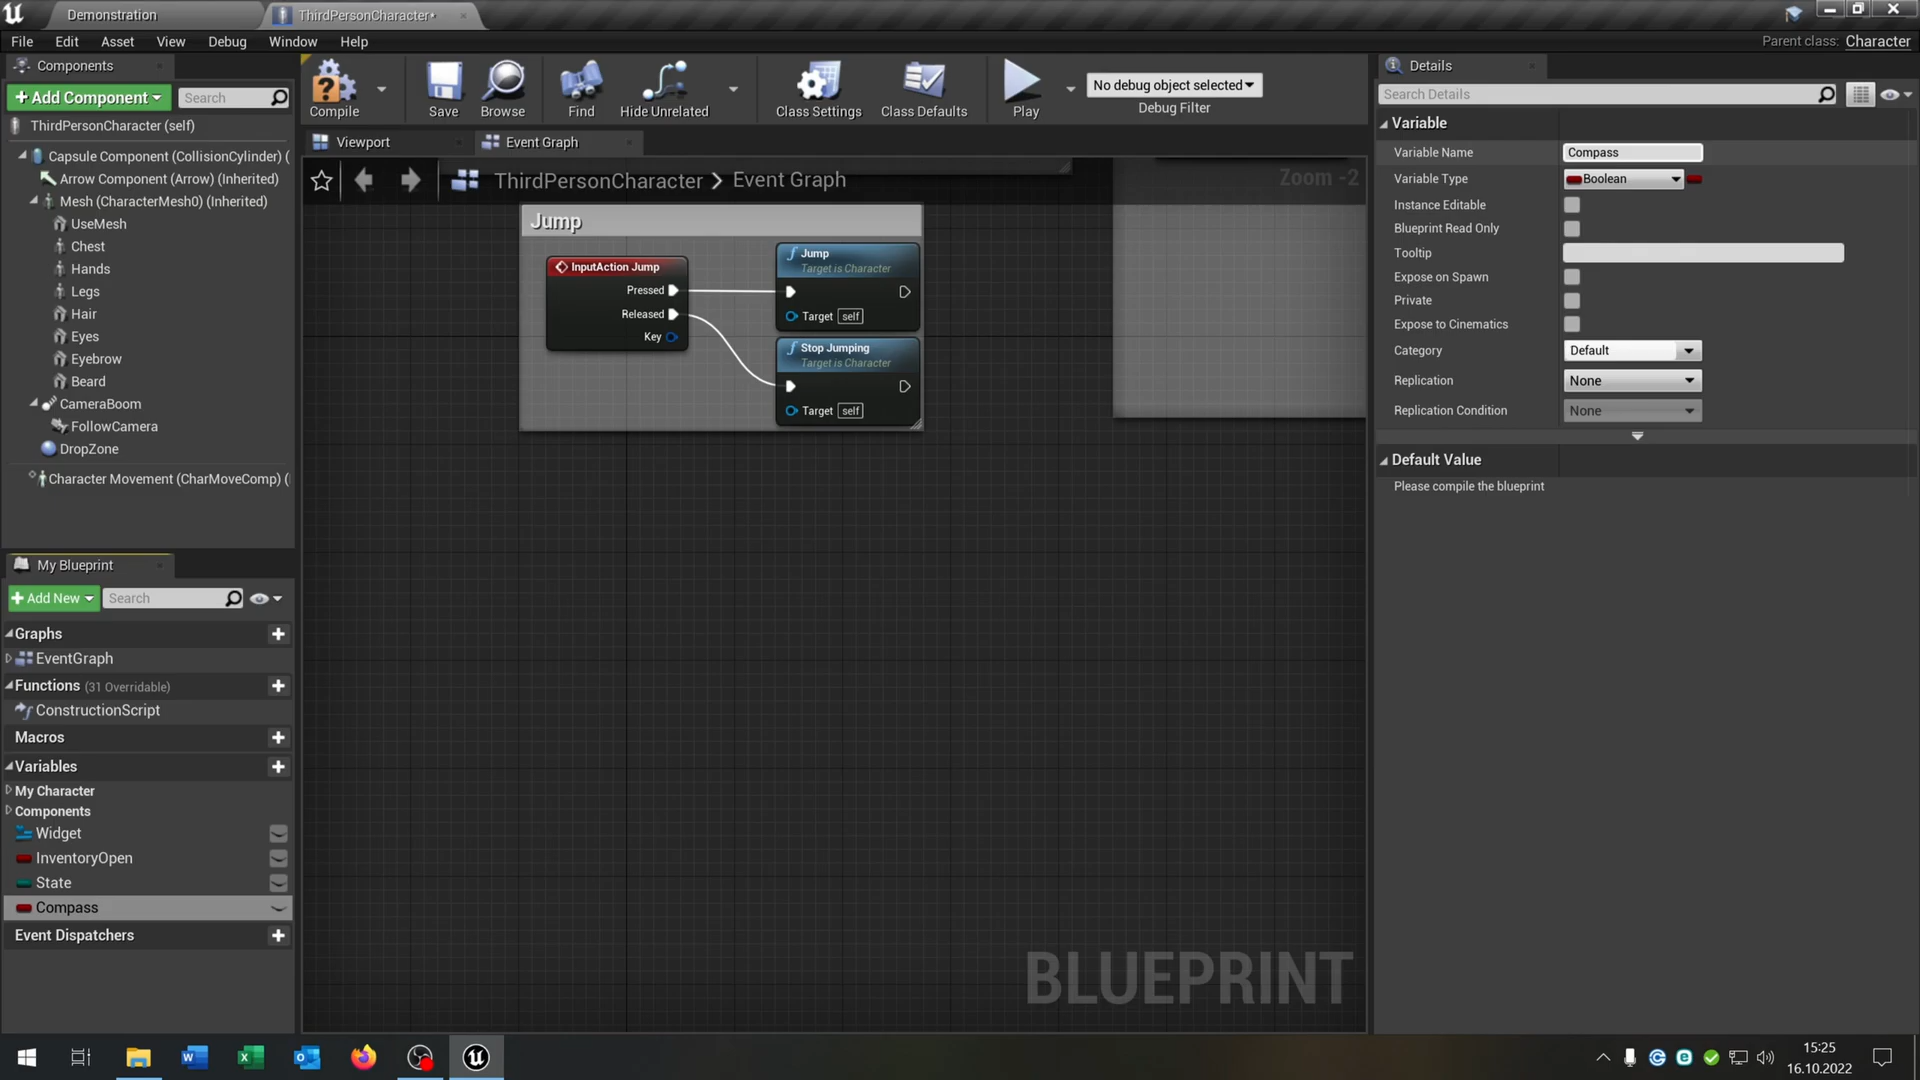 Demonstration
ThirdPersonCharacter*
File
Edit
Asset
View
Debug
Window
Help
Parent class: Character
Components
+ Add Component
Search
ThirdPersonCharacter (self)
Capsule Component (CollisionCylinder) (
Arrow Component (Arrow) (Inherited)
Mesh (CharacterMesh0) (Inherited)
UseMesh
Chest
Hands
Legs
Hair
Eyes
Eyebrow
Beard
CameraBoom
FollowCamera
DropZone
Character Movement (CharMoveComp) (
My Blueprint
+ Add New
Search
Graphs
EventGraph
Functions (31 Overridable)
ConstructionScript
Macros
Variables
My Character
Components
Widget
InventoryOpen
State
Compass
Event Dispatchers
Compile
Save
Browse
Find
Hide Unrelated
Class Settings
Class Defaults
Play
No debug object selected
Debug Filter
Viewport
Event Graph
ThirdPersonCharacter > Event Graph
Zoom -2
Jump
InputAction Jump
Pressed
Released
Key
Jump
Target is Character
Target self
Stop Jumping
Target is Character
Target self
BLUEPRINT
Details
Search Details
Variable
Variable Name Compass
Variable Type Boolean
Instance Editable
Blueprint Read Only
Tooltip
Expose on Spawn
Private
Expose to Cinematics
Category Default
Replication None
Replication Condition None
Default Value
Please compile the blueprint
15:25
16.10.2022